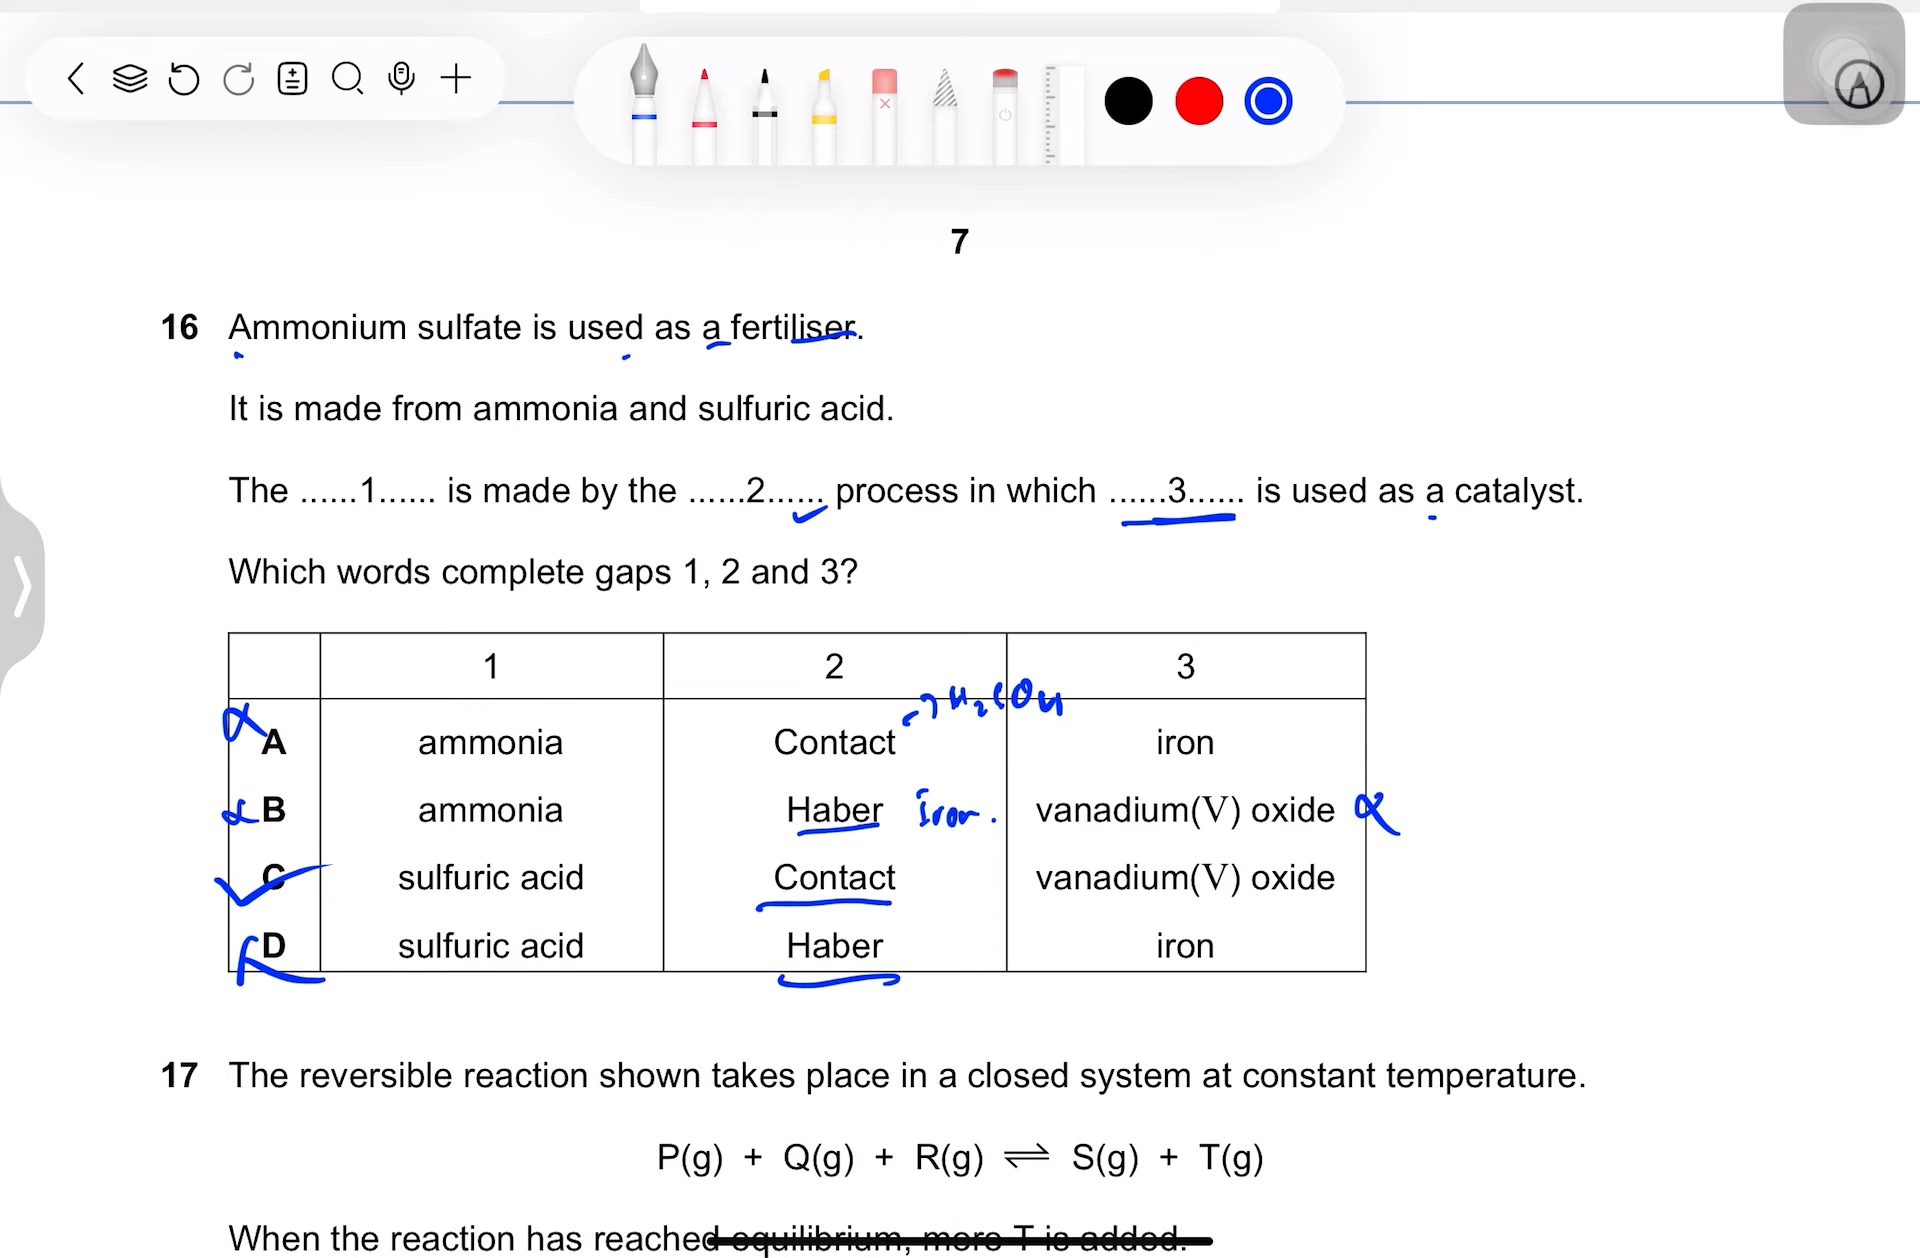 7
16 Ammonium sulfate is used as a fertiliser.
It is made from ammonia and sulfuric acid.
The ......1...... is made by the ......2...... process in which ......3...... is used as a catalyst.
Which words complete gaps 1, 2 and 3?
1 2 3
A ammonia Contact iron
B ammonia Haber Iron. vanadium(V) oxide
C sulfuric acid Contact vanadium(V) oxide
D sulfuric acid Haber iron
17 The reversible reaction shown takes place in a closed system at constant temperature.
P(g) + Q(g) + R(g) ⇌ S(g) + T(g)
When the reaction has reached equilibrium, more T is added.